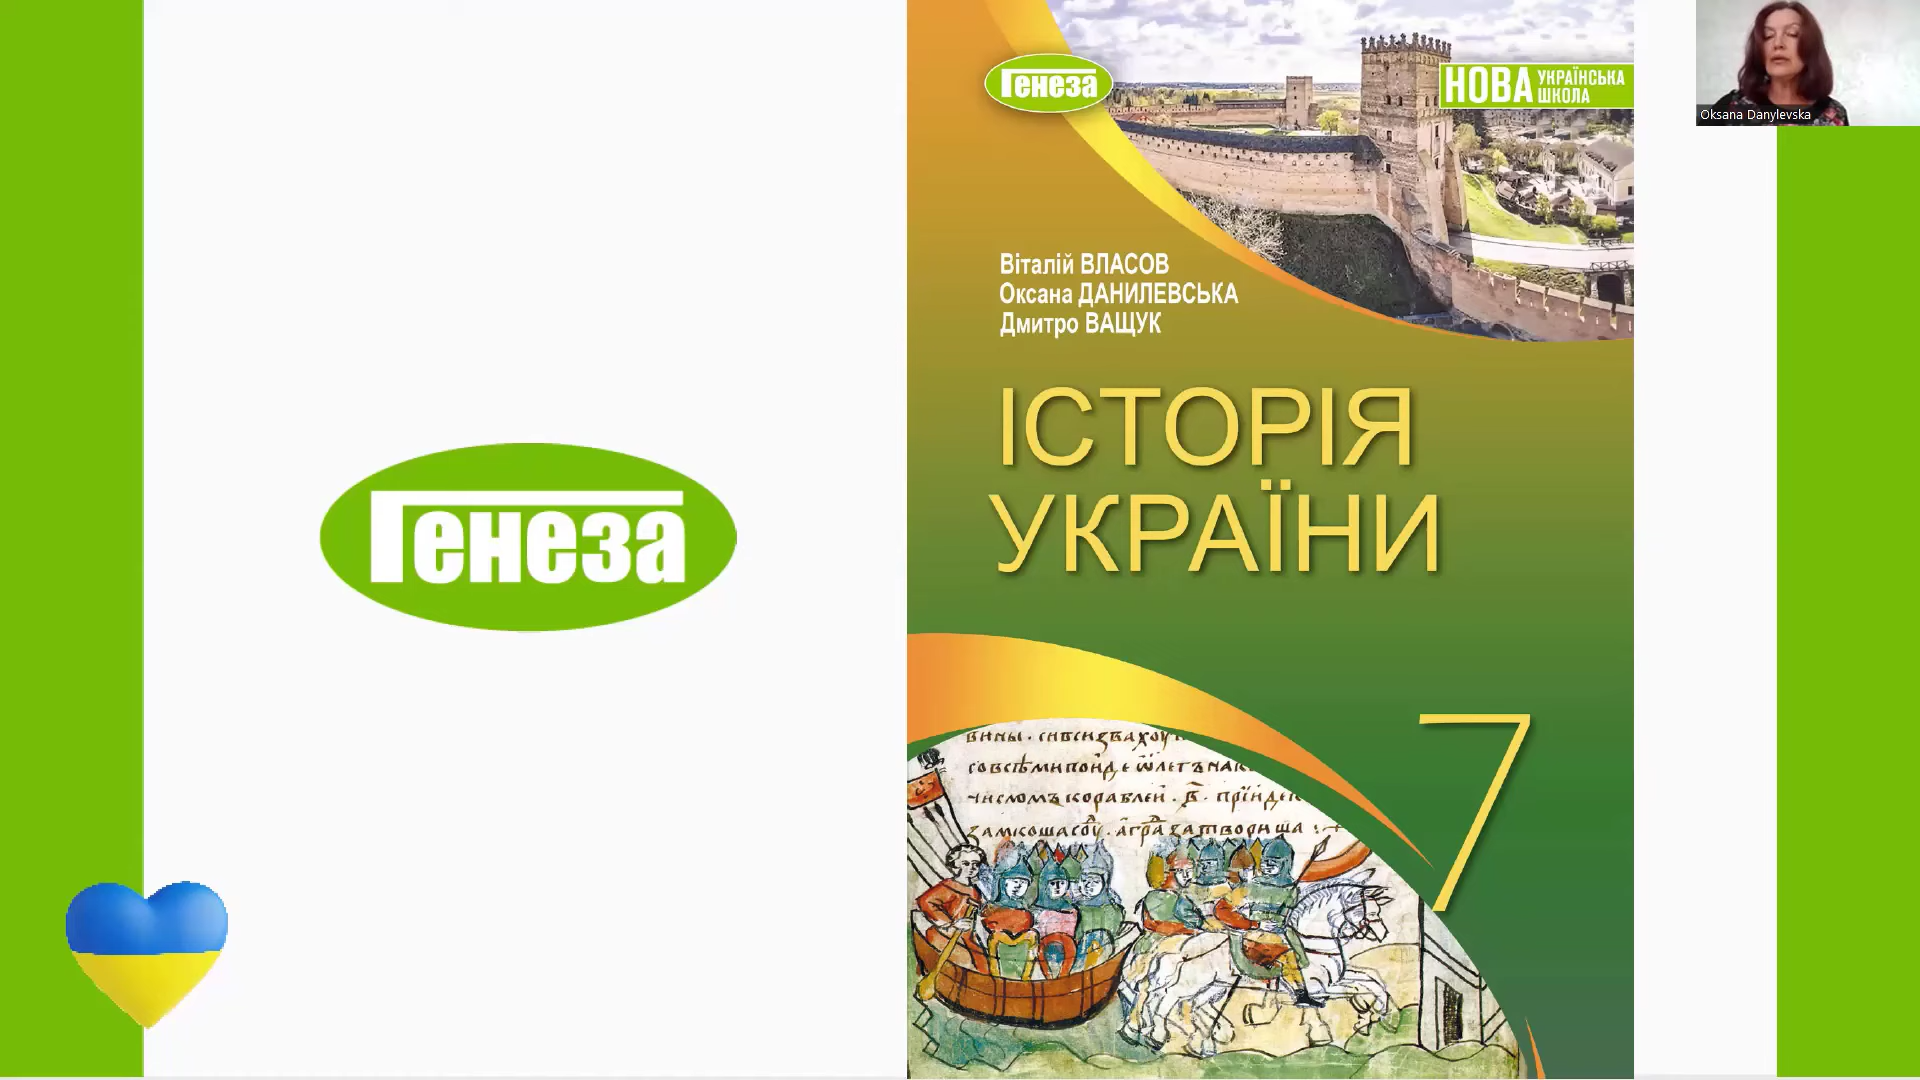 Генеза
НОВА УКРАЇНСЬКА ШКОЛА
Oksana Danylevska
Віталій ВЛАСОВ
Оксана ДАНИЛЕВСЬКА
Дмитро ВАЩУК
ІСТОРІЯ
УКРАЇНИ
Генеза
7